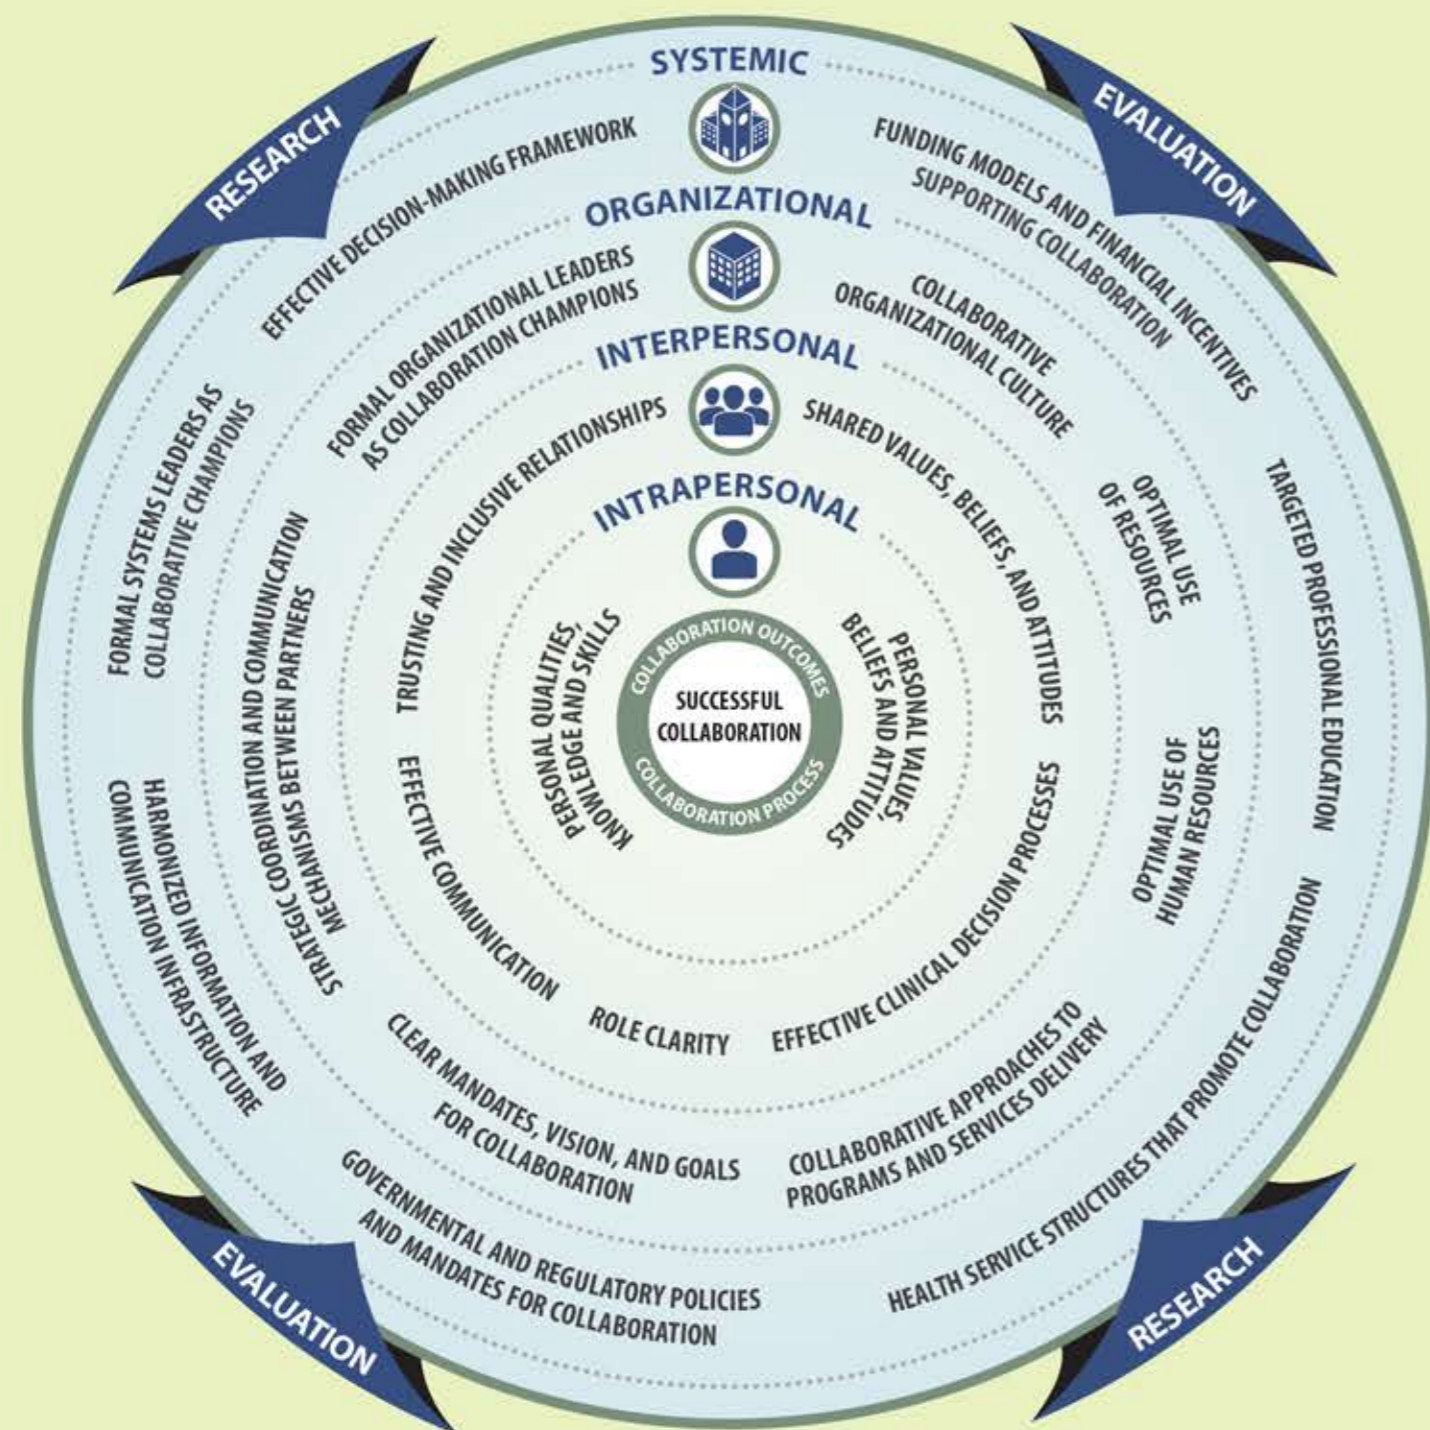 RESEARCH
EVALUATION
SYSTEMIC
EFFECTIVE DECISION-MAKING FRAMEWORK
FUNDING MODELS AND FINANCIAL INCENTIVES
SUPPORTING COLLABORATION
TARGETED PROFESSIONAL EDUCATION
HEALTH SERVICE STRUCTURES THAT PROMOTE COLLABORATION
GOVERNMENTAL AND REGULATORY POLICIES
AND MANDATES FOR COLLABORATION
HARMONIZED INFORMATION AND
COMMUNICATION INFRASTRUCTURE
FORMAL SYSTEMS LEADERS AS
COLLABORATIVE CHAMPIONS
ORGANIZATIONAL
FORMAL ORGANIZATIONAL LEADERS
AS COLLABORATION CHAMPIONS
COLLABORATIVE
ORGANIZATIONAL CULTURE
OPTIMAL USE
OF RESOURCES
OPTIMAL USE OF
HUMAN RESOURCES
COLLABORATIVE APPROACHES TO
PROGRAMS AND SERVICES DELIVERY
CLEAR MANDATES, VISION, AND GOALS
FOR COLLABORATION
STRATEGIC COORDINATION AND COMMUNICATION
MECHANISMS BETWEEN PARTNERS
INTERPERSONAL
TRUSTING AND INCLUSIVE RELATIONSHIPS
SHARED VALUES, BELIEFS, AND ATTITUDES
EFFECTIVE CLINICAL DECISION PROCESSES
ROLE CLARITY
EFFECTIVE COMMUNICATION
INTRAPERSONAL
PERSONAL QUALITIES,
KNOWLEDGE AND SKILLS
PERSONAL VALUES,
BELIEFS AND ATTITUDES
COLLABORATION OUTCOMES
SUCCESSFUL
COLLABORATION
COLLABORATION PROCESS
EVALUATION
RESEARCH